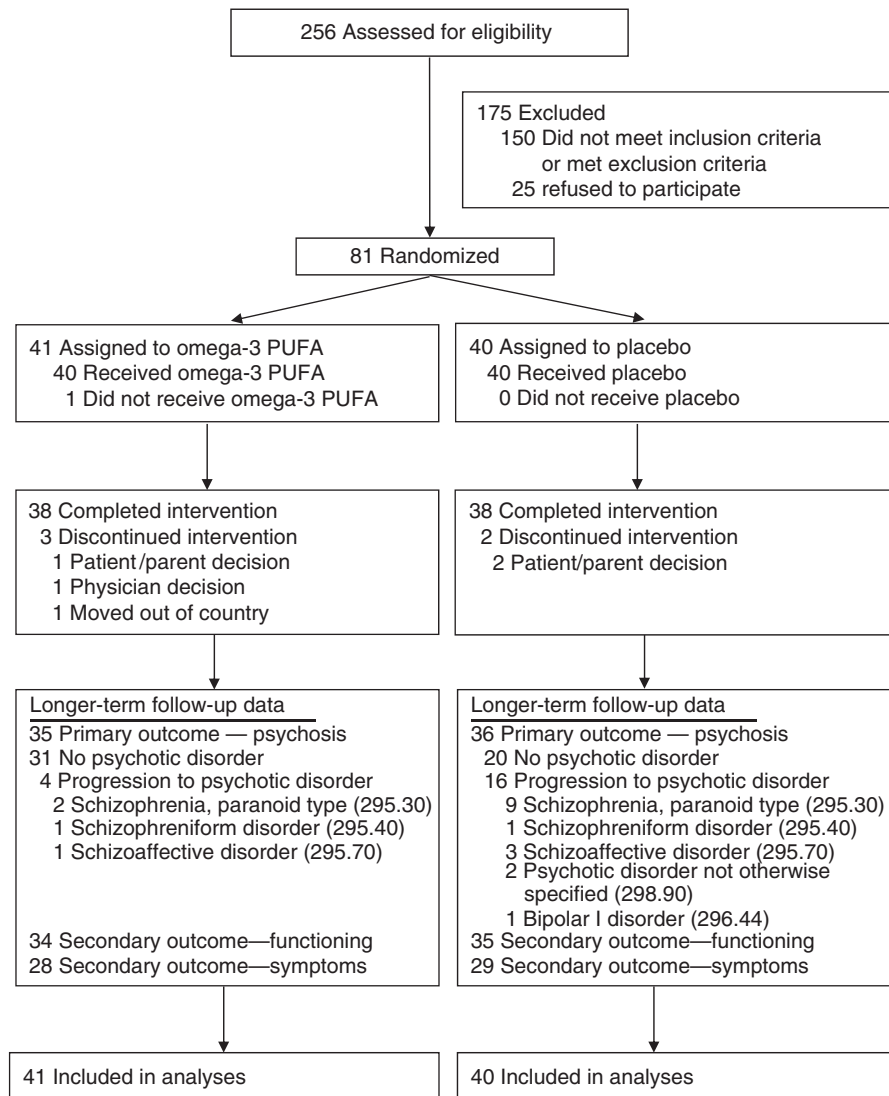 256 Assessed for eligibility
175 Excluded
150 Did not meet inclusion criteria
or met exclusion criteria
25 refused to participate
81 Randomized
41 Assigned to omega-3 PUFA
40 Received omega-3 PUFA
1 Did not receive omega-3 PUFA
40 Assigned to placebo
40 Received placebo
0 Did not receive placebo
38 Completed intervention
3 Discontinued intervention
1 Patient/parent decision
1 Physician decision
1 Moved out of country
38 Completed intervention
2 Discontinued intervention
2 Patient/parent decision
Longer-term follow-up data
35 Primary outcome — psychosis
31 No psychotic disorder
4 Progression to psychotic disorder
2 Schizophrenia, paranoid type (295.30)
1 Schizophreniform disorder (295.40)
1 Schizoaffective disorder (295.70)
34 Secondary outcome—functioning
28 Secondary outcome—symptoms
Longer-term follow-up data
36 Primary outcome — psychosis
20 No psychotic disorder
16 Progression to psychotic disorder
9 Schizophrenia, paranoid type (295.30)
1 Schizophreniform disorder (295.40)
3 Schizoaffective disorder (295.70)
2 Psychotic disorder not otherwise
specified (298.90)
1 Bipolar I disorder (296.44)
35 Secondary outcome—functioning
29 Secondary outcome—symptoms
41 Included in analyses
40 Included in analyses